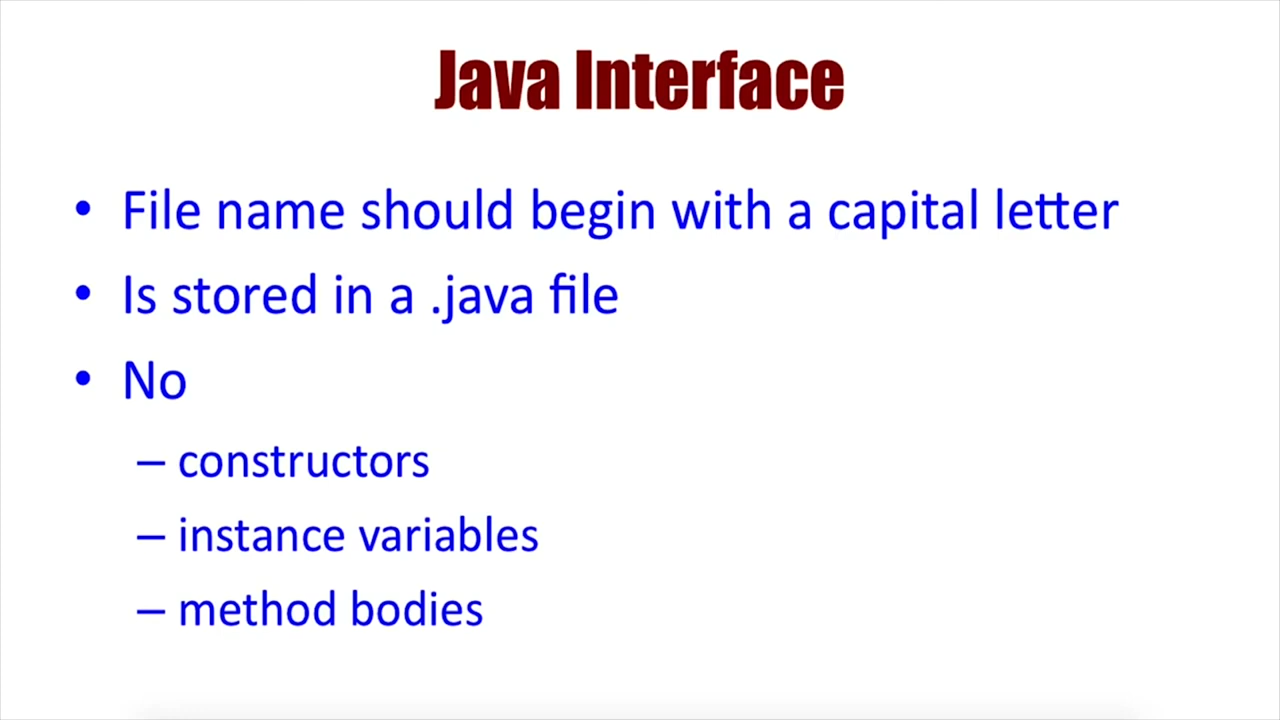 Java Interface
• File name should begin with a capital letter
• Is stored in a .java file
• No
– constructors
– instance variables
– method bodies